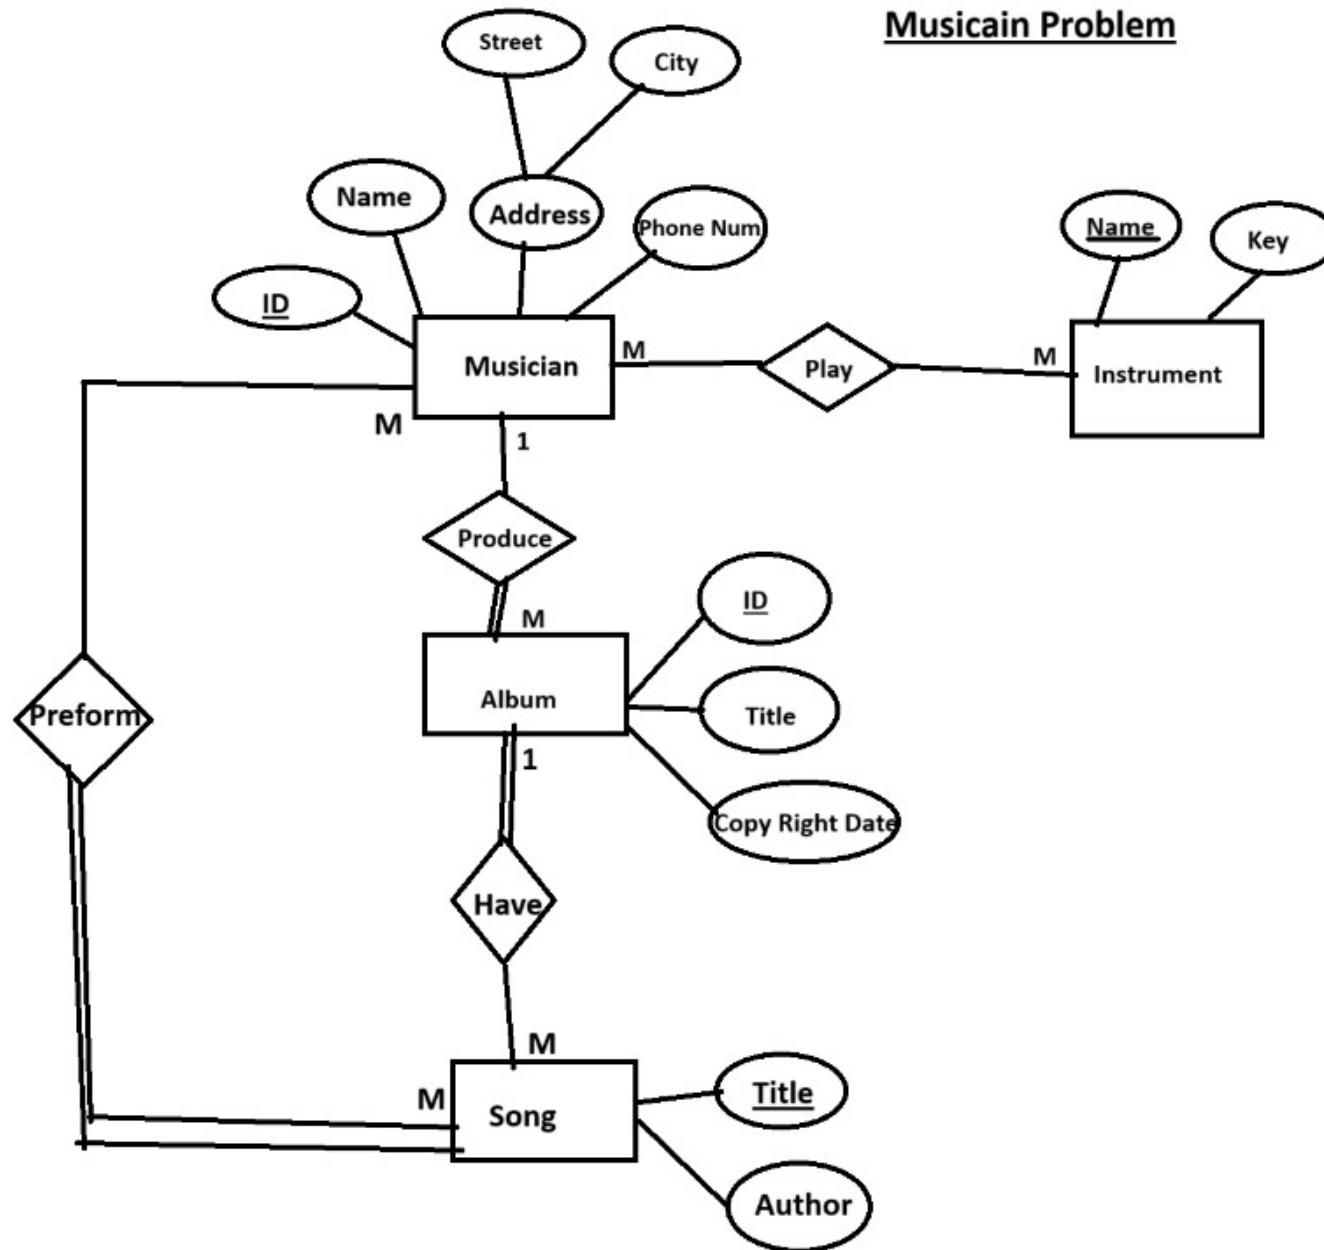 Musicain Problem
Street
City
Name
Address
Phone Num
ID
Name
Key
Musician
M
Play
M
Instrument
M
1
Produce
M
ID
Album
Title
Preform
1
Copy Right Date
Have
M
M
Song
Title
Author